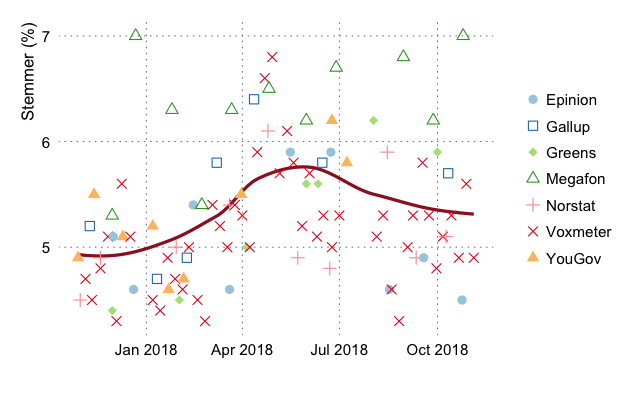 Stemmer (%)
7
6
5
Jan 2018 Apr 2018 Jul 2018 Oct 2018
Epinion
Gallup
Greens
Megafon
Norstat
Voxmeter
YouGov